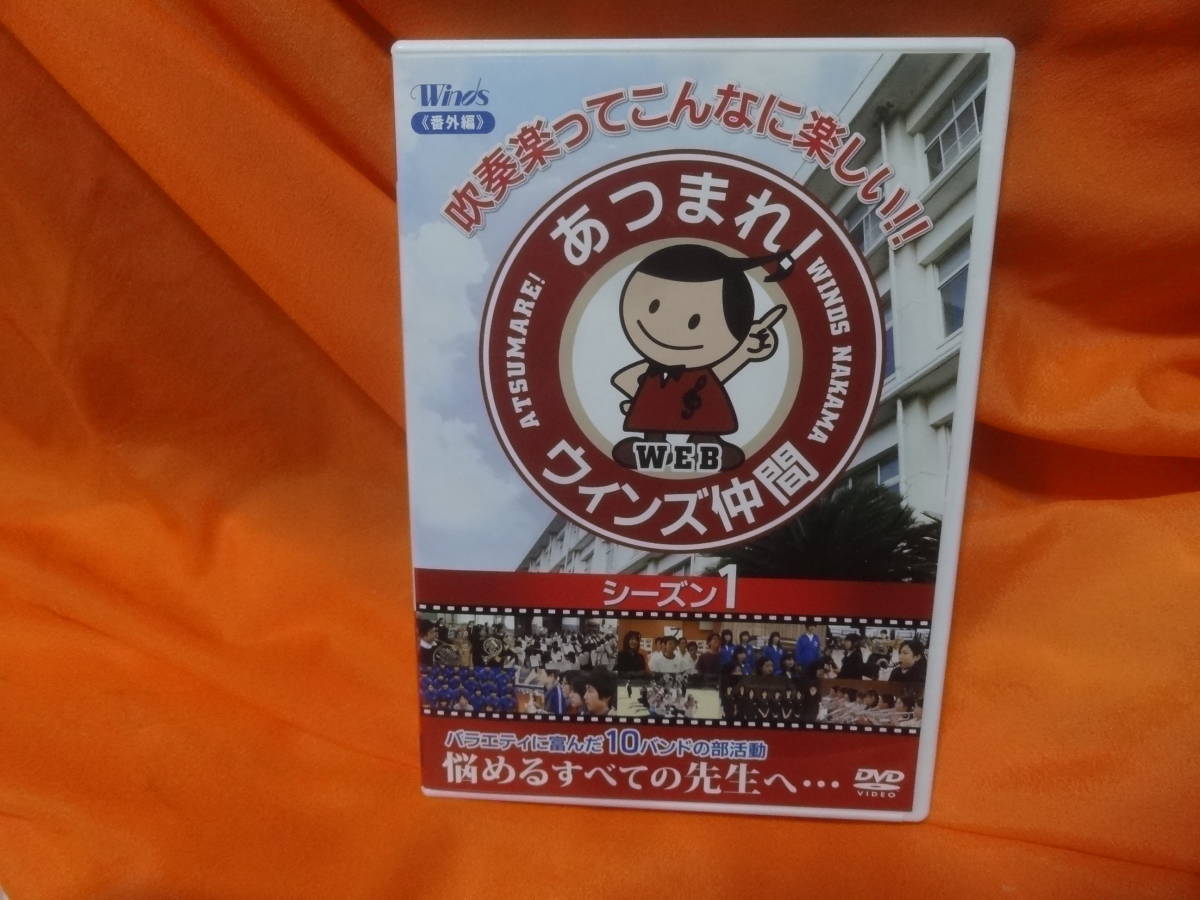 Winds
《番外編》
吹奏楽ってこんなに楽しい!!
あつまれ!
ATSUMARE!
WINDS NAKAMA
WEB
ウインズ仲間
シーズン1
バラエティに富んだ10バンドの部活動
悩めるすべての先生へ…
DVD
VIDEO